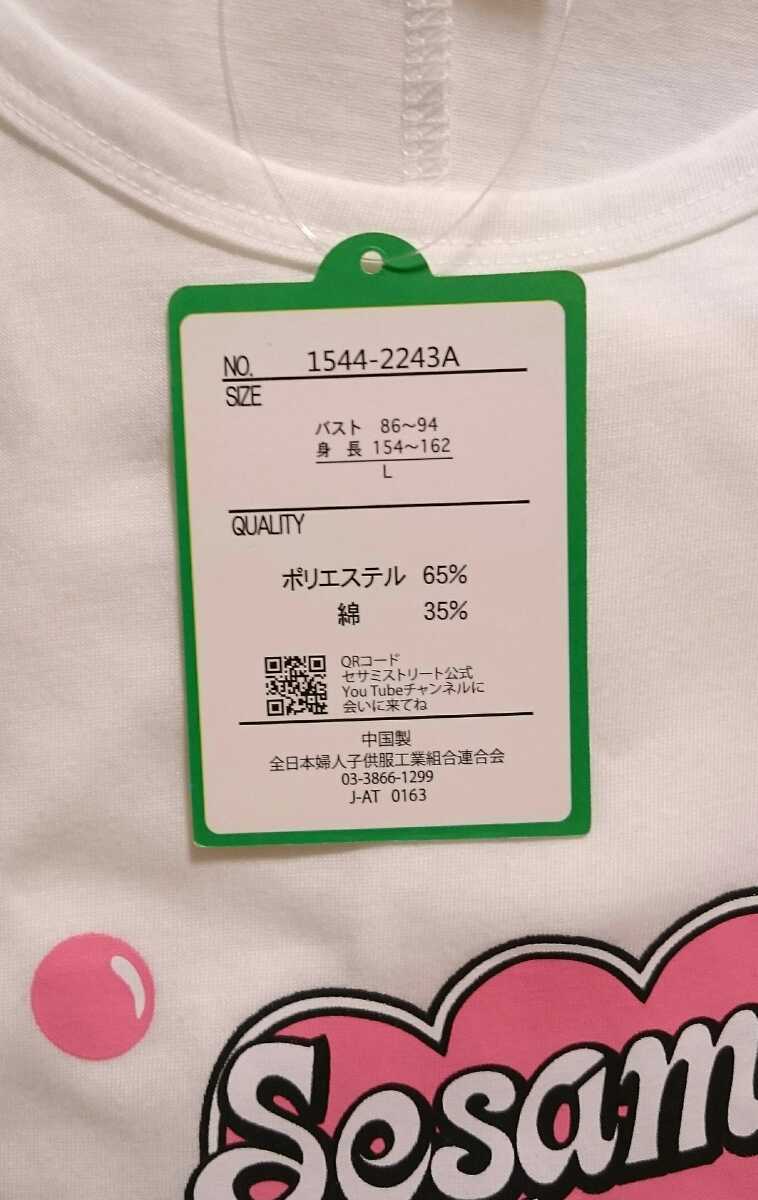 NO. 1544-2243A
SIZE
バスト 86～94
身長 154～162
L
QUALITY
ポリエステル 65%
綿 35%
QRコード
セサミストリート公式
You Tubeチャンネルに
会いに来てね
中国製
全日本婦人子供服工業組合連合会
03-3866-1299
J-AT 0163
Sesam